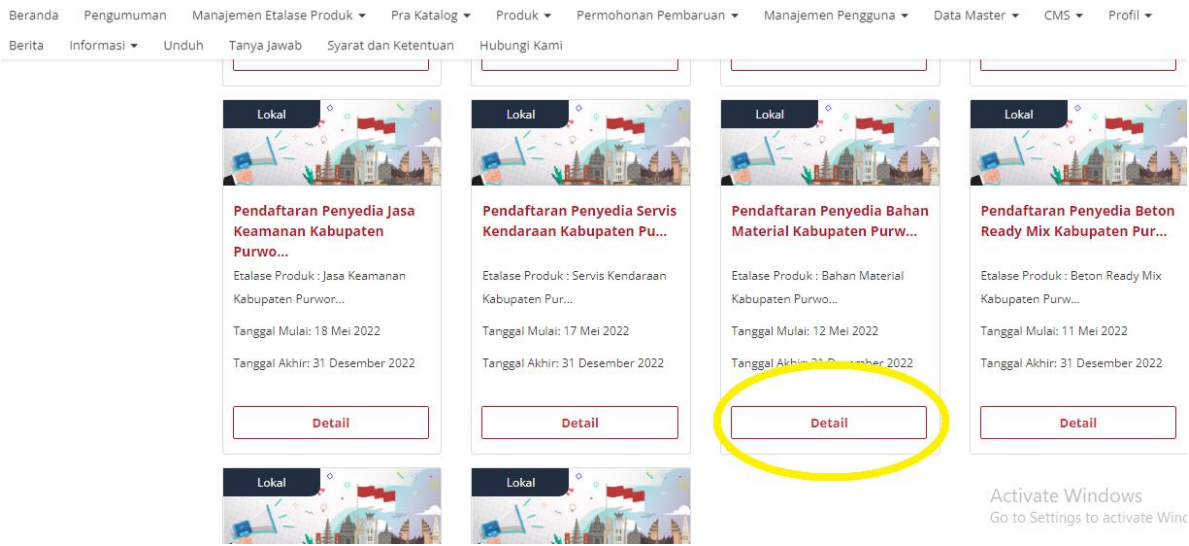 Beranda Pengumuman Manajemen Etalase Produk Pra Katalog Produk Permohonan Pembaruan Manajemen Pengguna Data Master CMS Profil
Berita Informasi Unduh Tanya Jawab Syarat dan Ketentuan Hubungi Kami
Lokal
Pendaftaran Penyedia Jasa
Keamanan Kabupaten
Purwo...
Etalase Produk : Jasa Keamanan
Kabupaten Purwor...
Tanggal Mulai: 18 Mei 2022
Tanggal Akhir: 31 Desember 2022
Detail
Lokal
Pendaftaran Penyedia Servis
Kendaraan Kabupaten Pu...
Etalase Produk : Servis Kendaraan
Kabupaten Pur...
Tanggal Mulai: 17 Mei 2022
Tanggal Akhir: 31 Desember 2022
Detail
Lokal
Pendaftaran Penyedia Bahan
Material Kabupaten Purw...
Etalase Produk : Bahan Material
Kabupaten Purwo...
Tanggal Mulai: 12 Mei 2022
Tanggal Akhir: 31 Desember 2022
Detail
Lokal
Pendaftaran Penyedia Beton
Ready Mix Kabupaten Pur...
Etalase Produk : Beton Ready Mix
Kabupaten Purw...
Tanggal Mulai: 11 Mei 2022
Tanggal Akhir: 31 Desember 2022
Detail
Lokal
Lokal
Activate Windows
Go to Settings to activate Wind